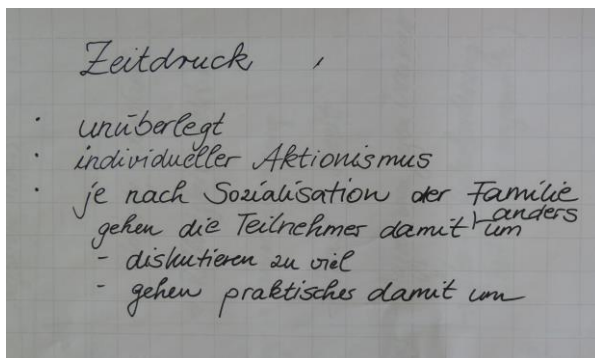 Zeitdruck
· unüberlegt
· individueller Aktionismus
· je nach Sozialisation der Familie
gehen die Teilnehmer damit anders um
- diskutieren zu viel
- gehen praktisches damit um